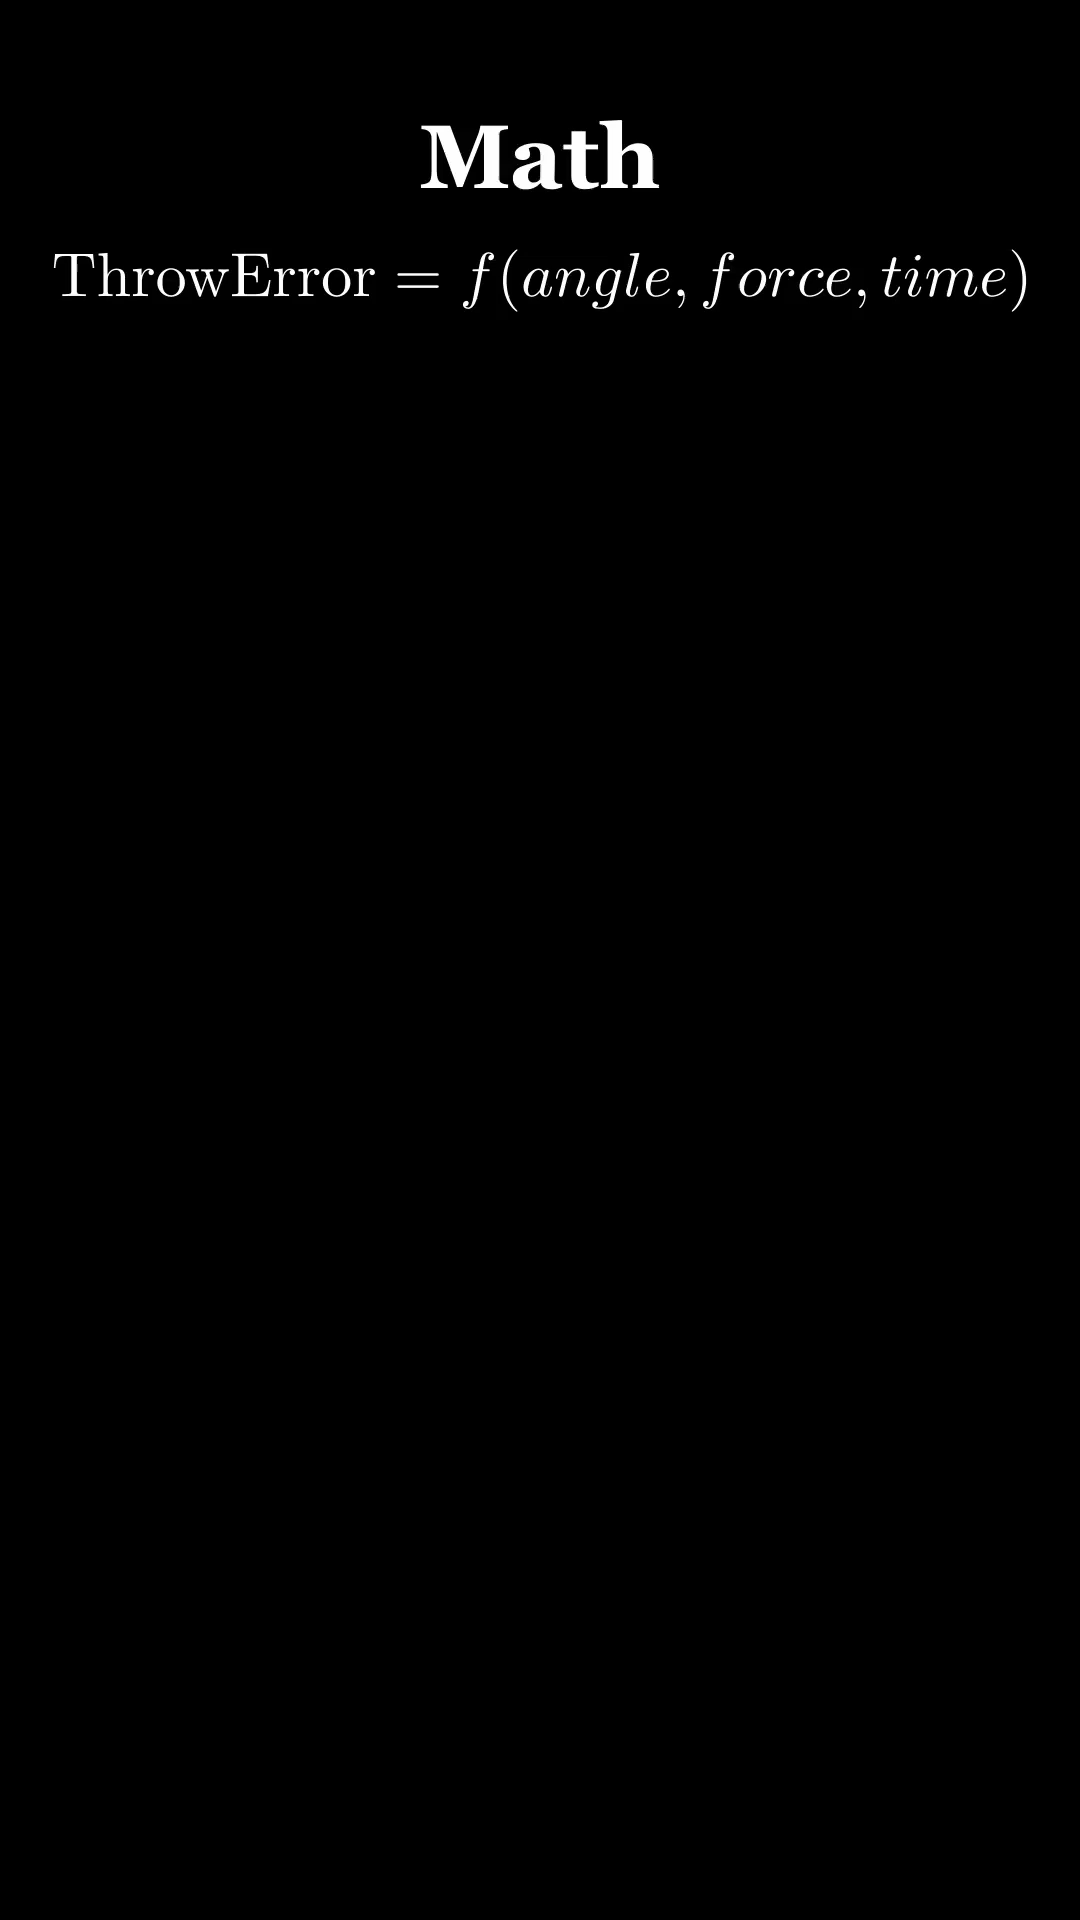 Math
ThrowError = f(angle, force, time)